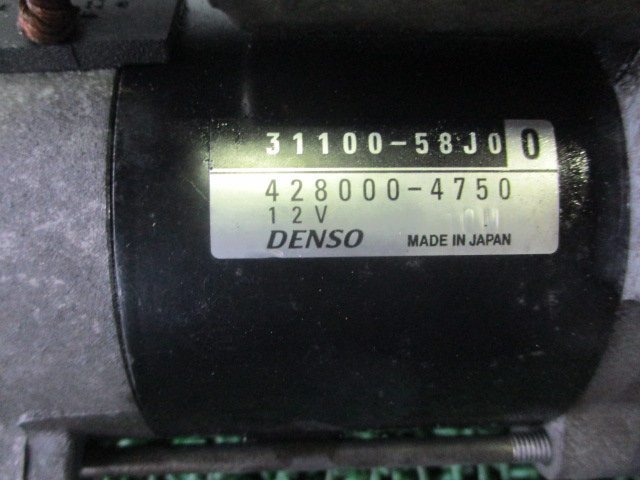 31100-58J00
428000-4750
12V
DENSO MADE IN JAPAN